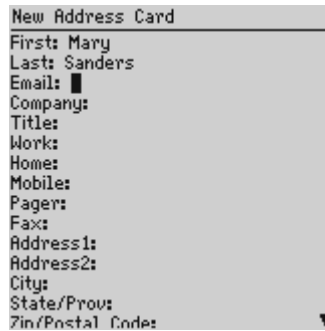 New Address Card
First: Mary
Last: Sanders
Email:
Company:
Title:
Work:
Home:
Mobile:
Pager:
Fax:
Address1:
Address2:
City:
State/Prov:
Zip/Postal Code: